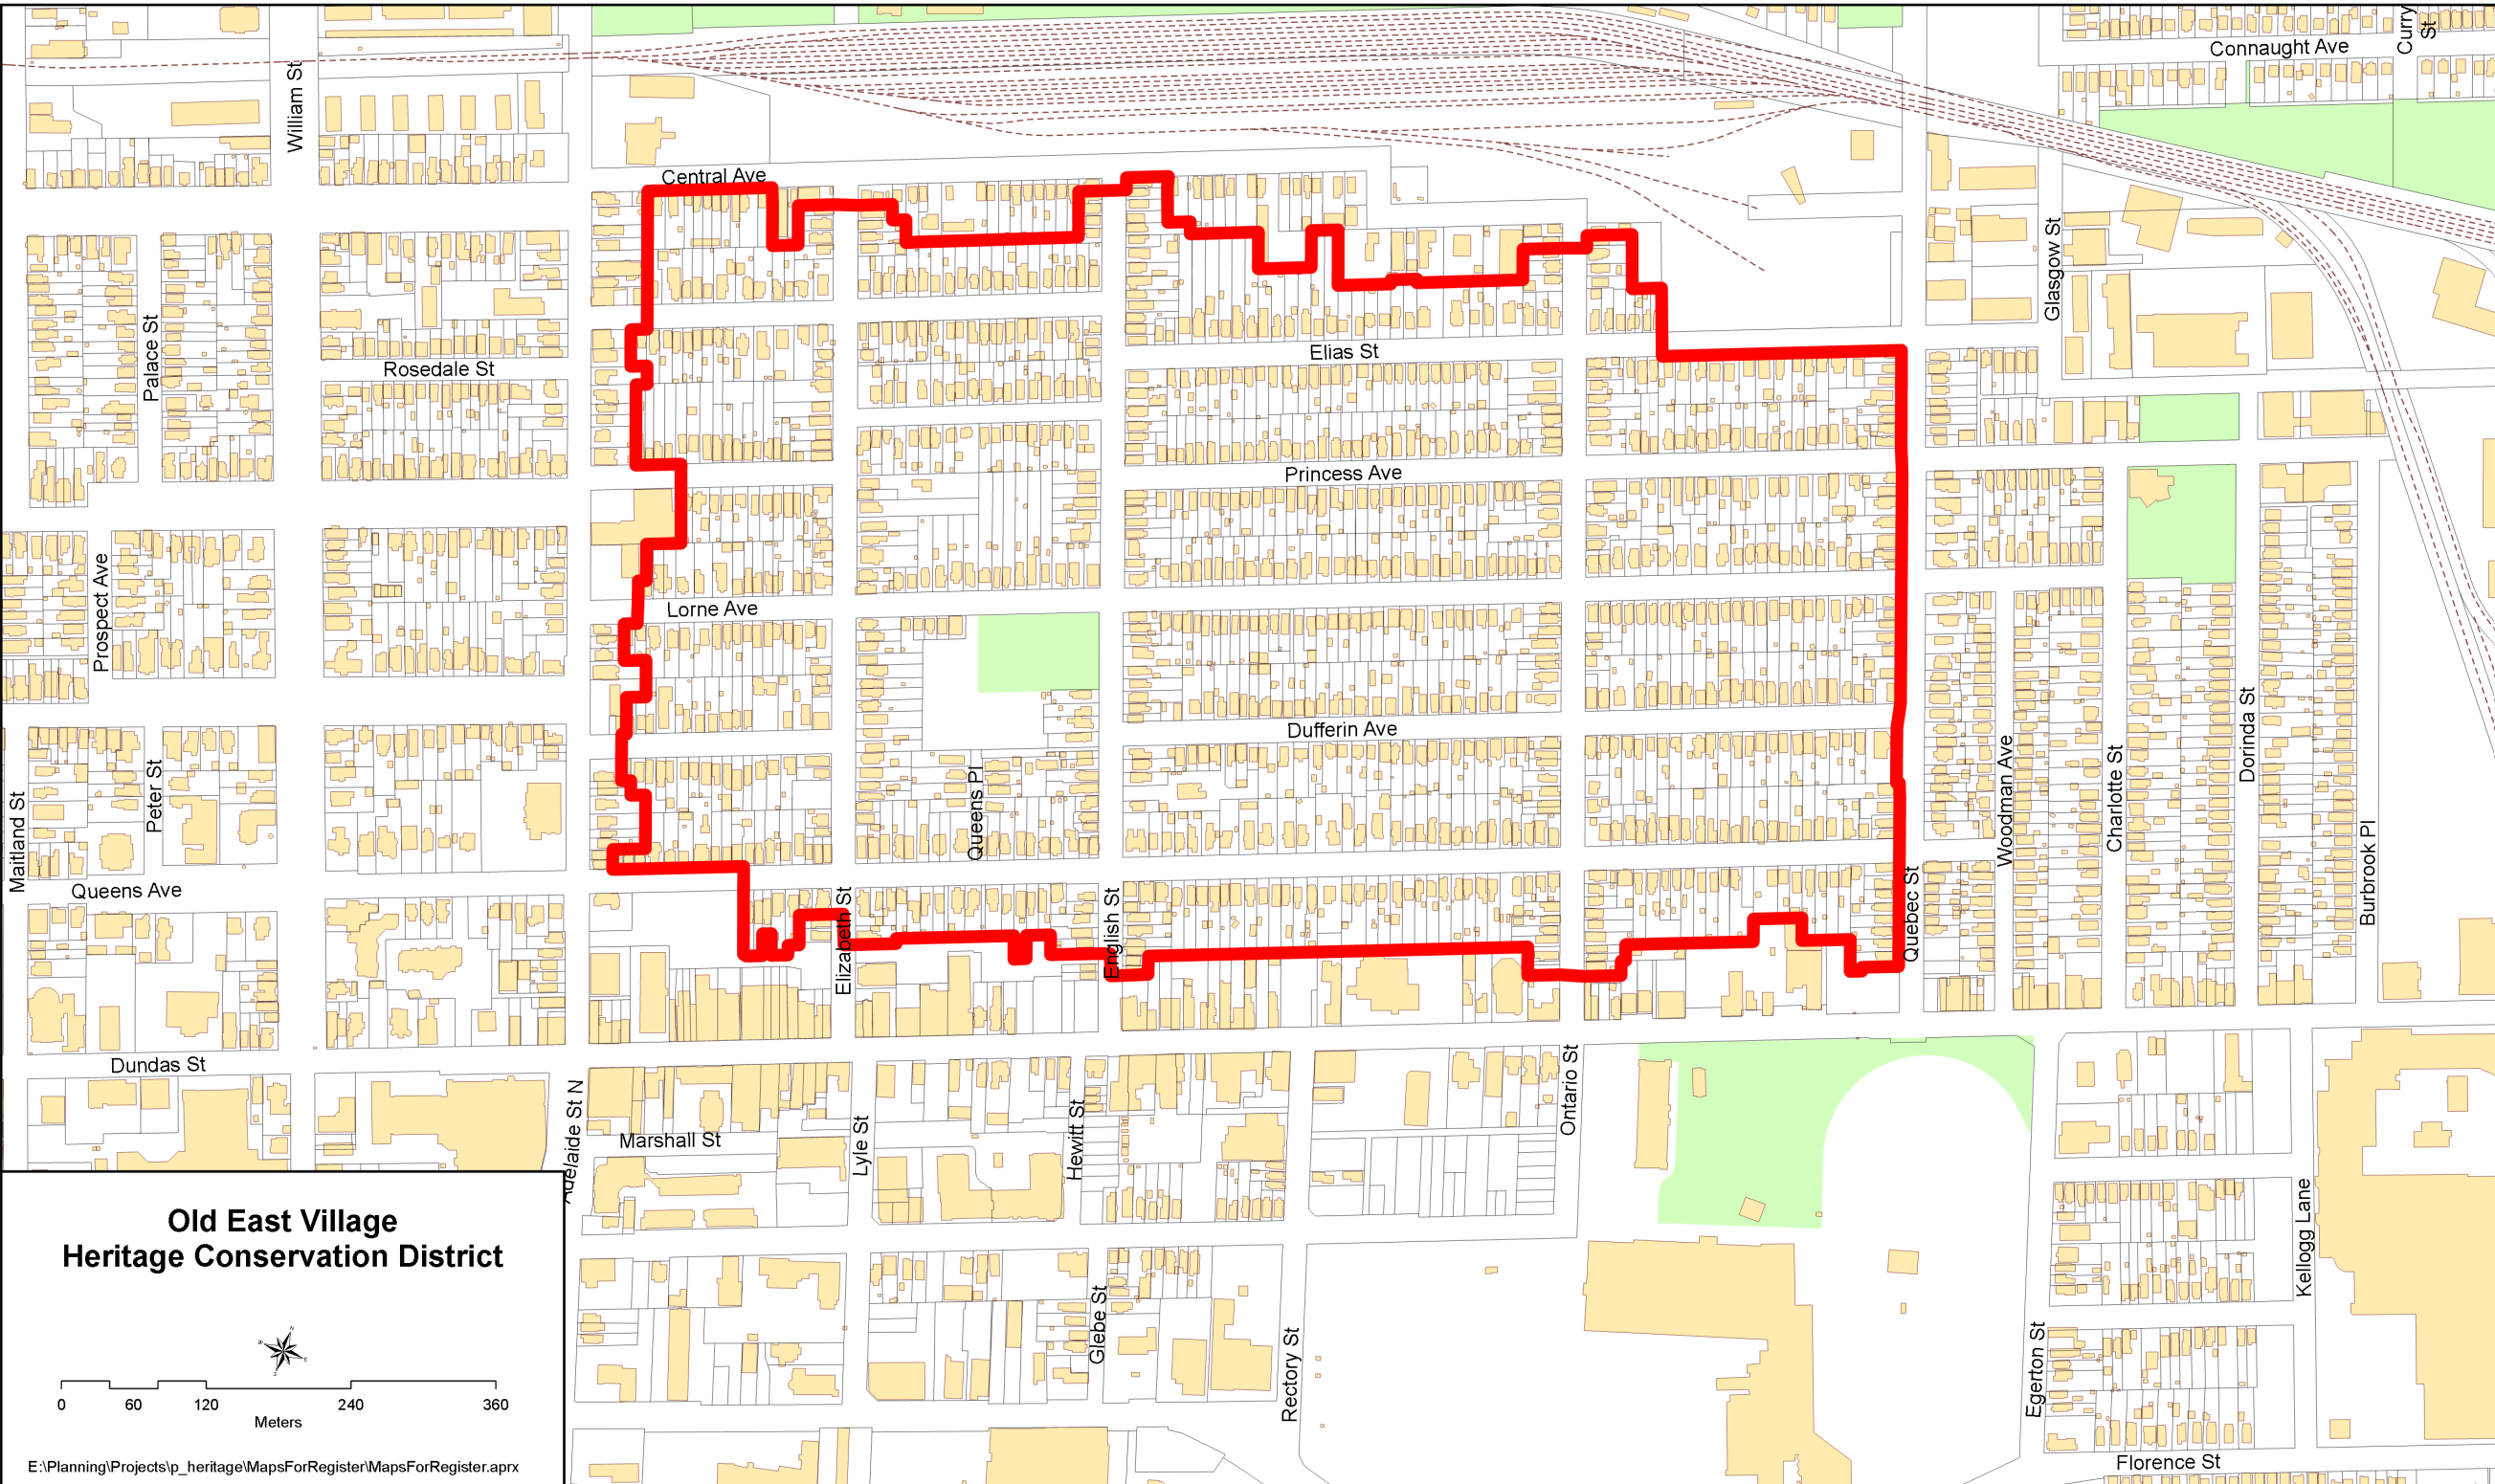 Connaught Ave
Curry
St
William St
Central Ave
Glasgow St
Palace St
Rosedale St
Elias St
Princess Ave
Prospect Ave
Lorne Ave
Dufferin Ave
Dorinda St
Peter St
Queens Pl
Woodman Ave
Charlotte St
Maitland St
Burbrook Pl
Queens Ave
Elizabeth St
English St
Quebec St
Dundas St
Adelaide St N
Marshall St
Lyle St
Hewitt St
Ontario St
Kellogg Lane
Glebe St
Rectory St
Egerton St
Florence St
Old East Village
Heritage Conservation District
0 60 120 240 360
Meters
E:\Planning\Projects\p_heritage\MapsForRegister\MapsForRegister.aprx